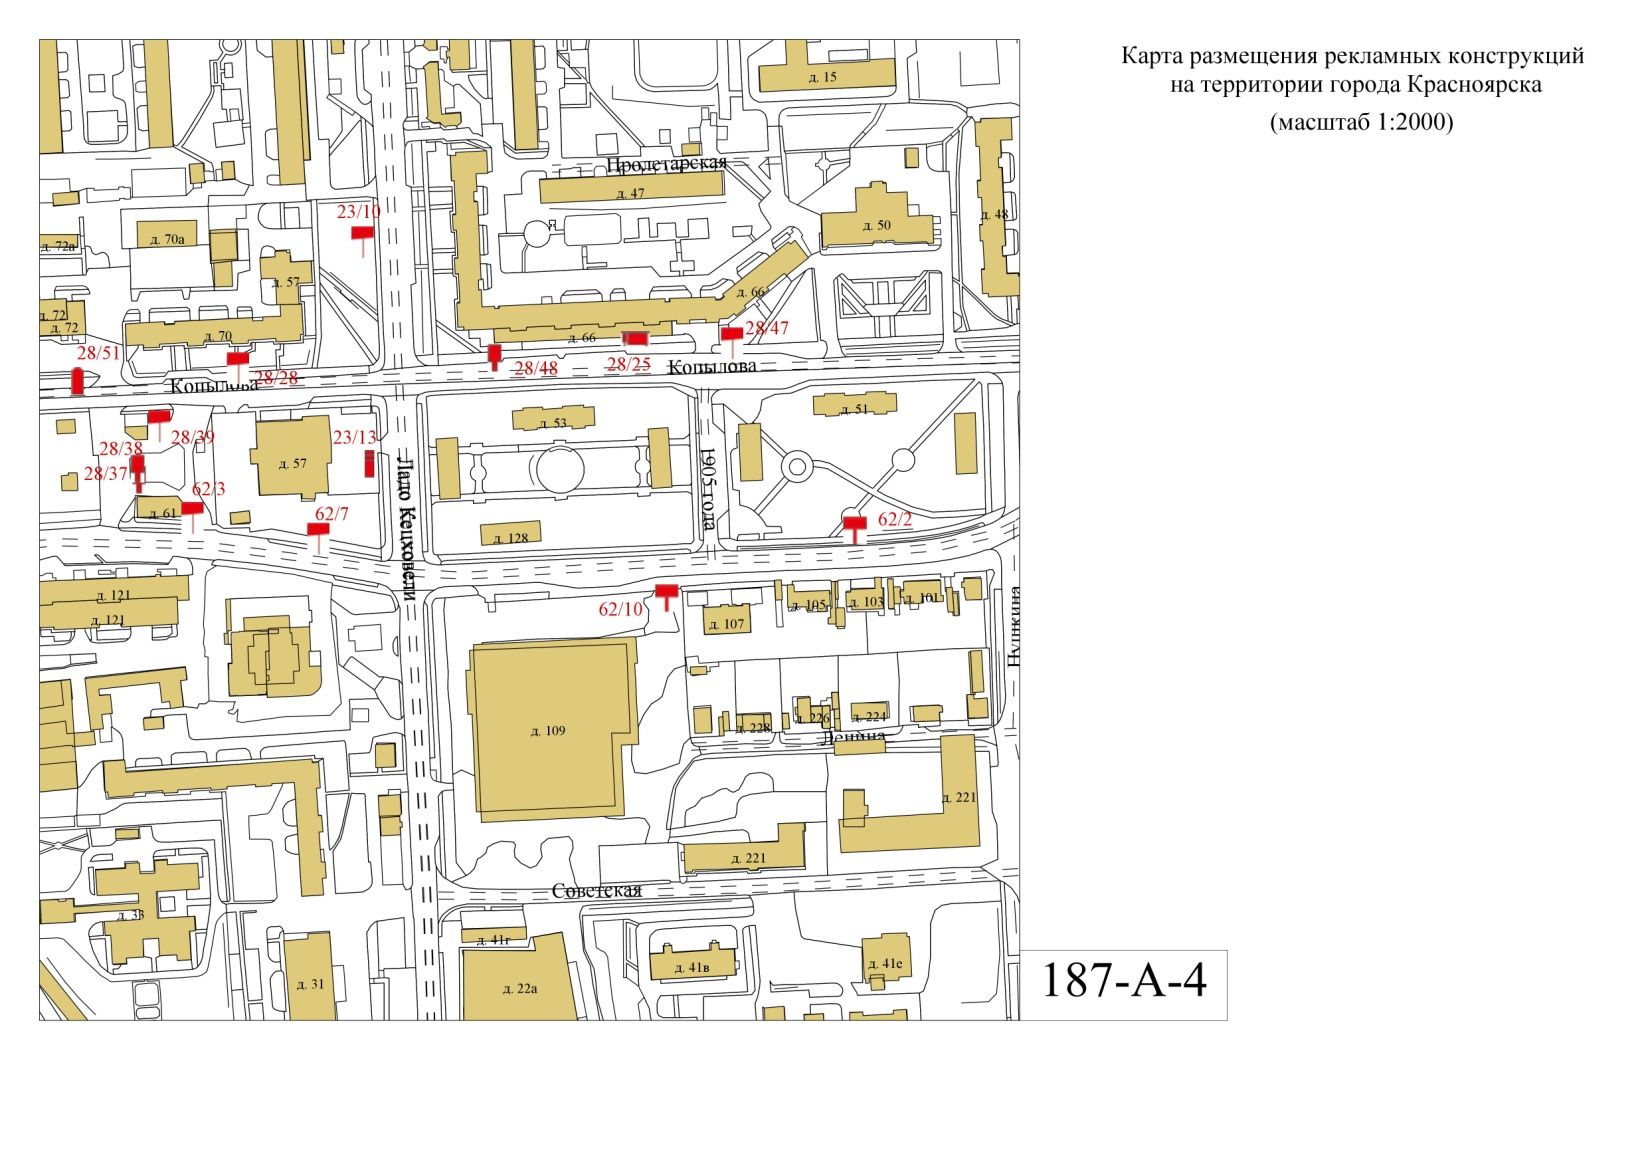 Карта размещения рекламных конструкций
на территории города Красноярска
(масштаб 1:2000)
д. 15
Пролетарская
д. 47
23/10
д. 48
д. 50
д. 70а
д. 72а
д. 57
д. 66
д. 72
д. 72
д. 70
д. 66
28/47
28/51
28/28
28/48
28/25
Копылова
Копылова
д. 53
д. 51
28/39
23/13
28/38
28/37
д. 57
62/3
д. 61
62/7
62/2
1905 года
Ладо Кецховели
д. 128
д. 121
д. 121
62/10
д. 107
д. 105
д. 103
д. 101
д. 109
д. 228
д. 226
д. 224
Ленина
д. 221
д. 221
Советская
д. 33
д. 41г
д. 41в
д. 41е
д. 31
д. 22а
187-А-4